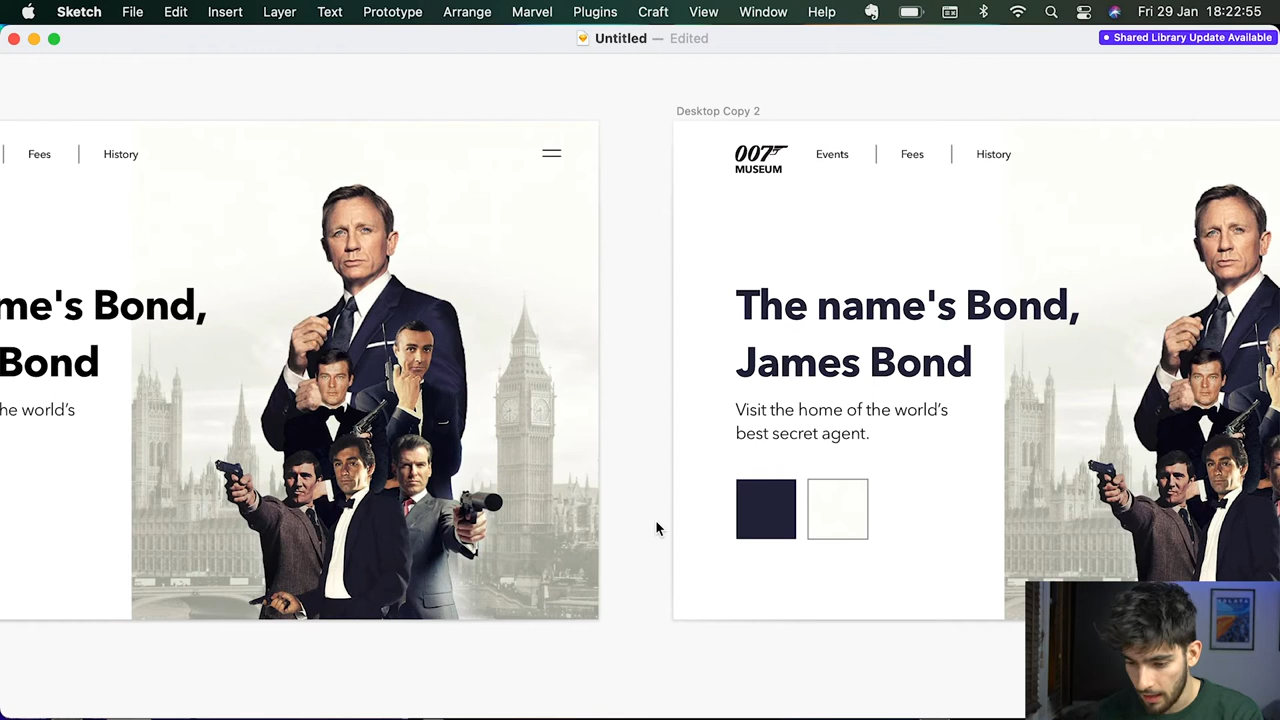 Sketch File Edit Insert Layer Text Prototype Arrange Marvel Plugins Craft View Window Help Fri 29 Jan 18:22:55
Untitled — Edited
Shared Library Update Available
Desktop Copy 2
Fees
History
me's Bond,
Bond
he world's
007
MUSEUM
Events
Fees
History
The name's Bond,
James Bond
Visit the home of the world's
best secret agent.